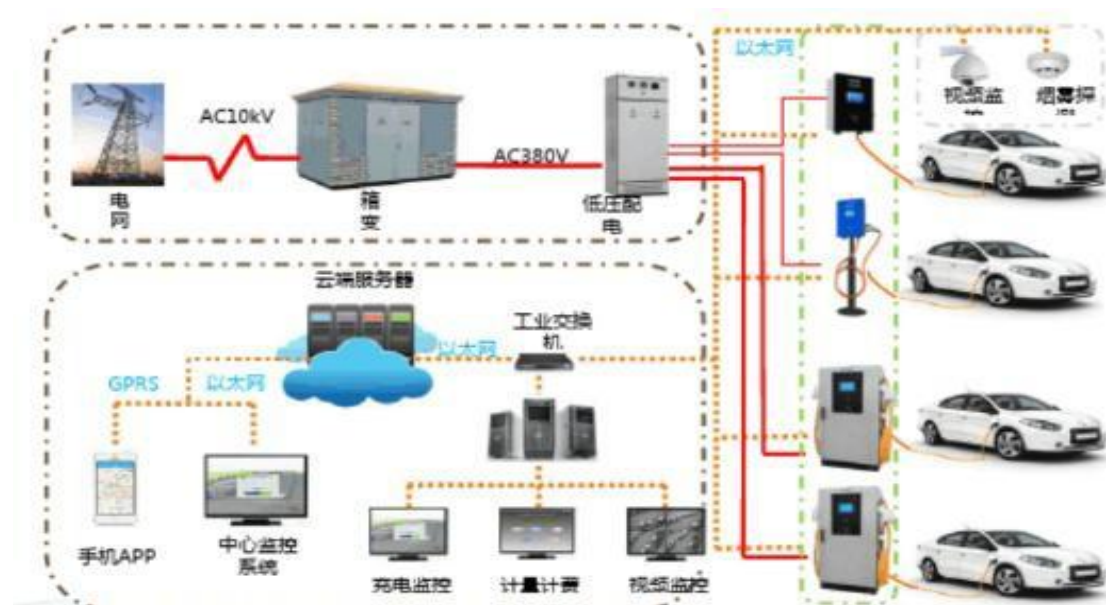 以太网
AC10kV
AC380V
视频监
烟雾探
电
网
箱
变
低压配
电
云端服务器
工业交换
机
以太网
GPRS
以太网
手机APP
中心监控
系统
充电监控
计量计费
视频监控